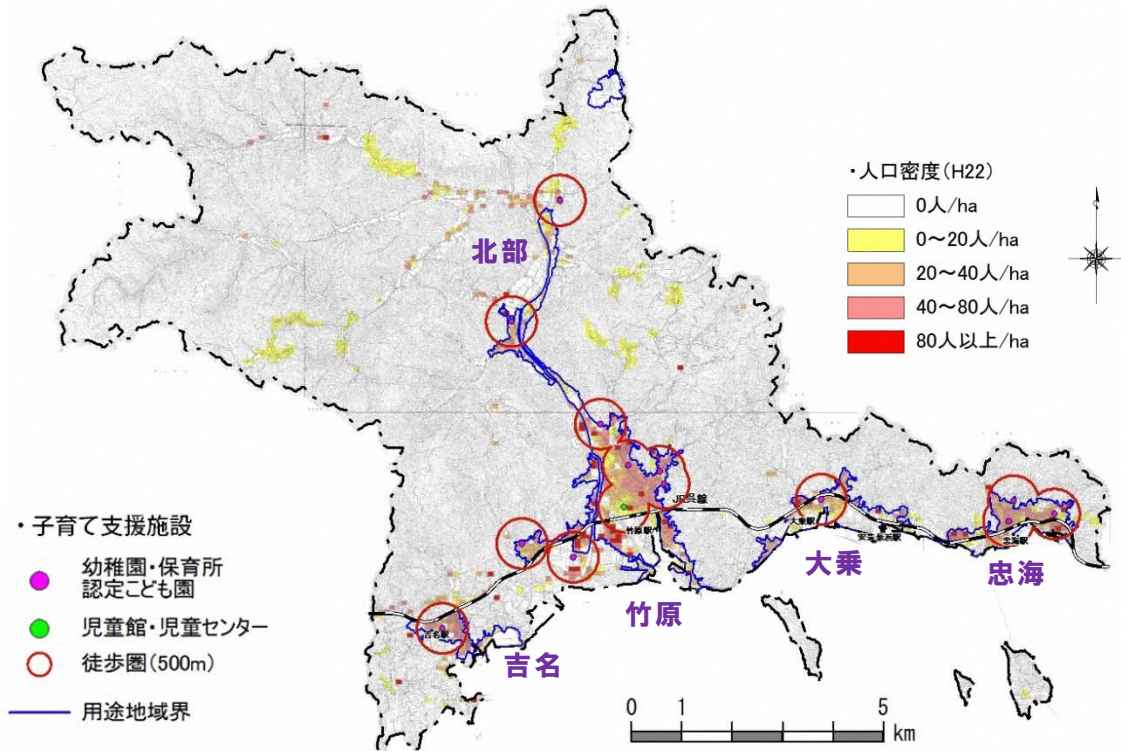 ・人口密度(H22)
0人/ha
0～20人/ha
20～40人/ha
40～80人/ha
80人以上/ha
北部
JR呉線
竹原駅
大乗駅
安芸長浜駅
忠海駅
大乗
忠海
竹原
吉名駅
吉名
・子育て支援施設
幼稚園・保育所
認定こども園
児童館・児童センター
徒歩圏(500m)
用途地域界
0 1 5
km